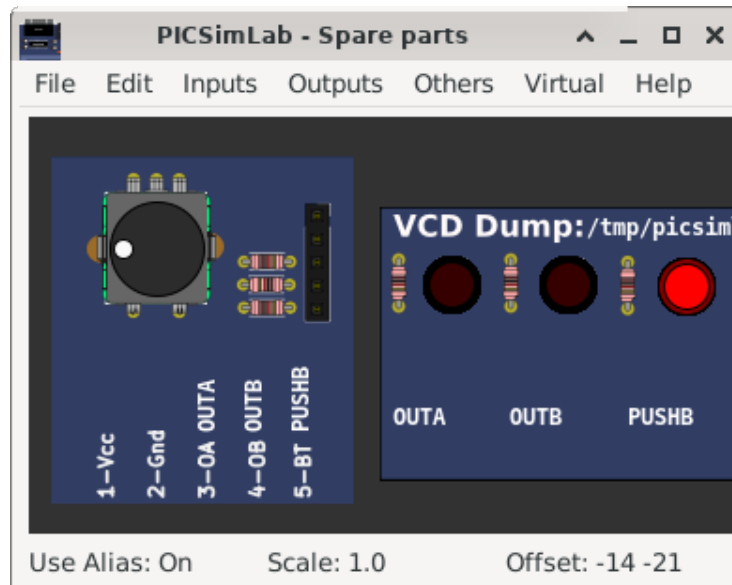 PICSimLab - Spare parts
File Edit Inputs Outputs Others Virtual Help
1-Vcc
2-Gnd
3-OA OUTA
4-OB OUTB
5-BT PUSHB
VCD Dump:/tmp/picsiml
OUTA OUTB PUSHB
Use Alias: On Scale: 1.0 Offset: -14 -21